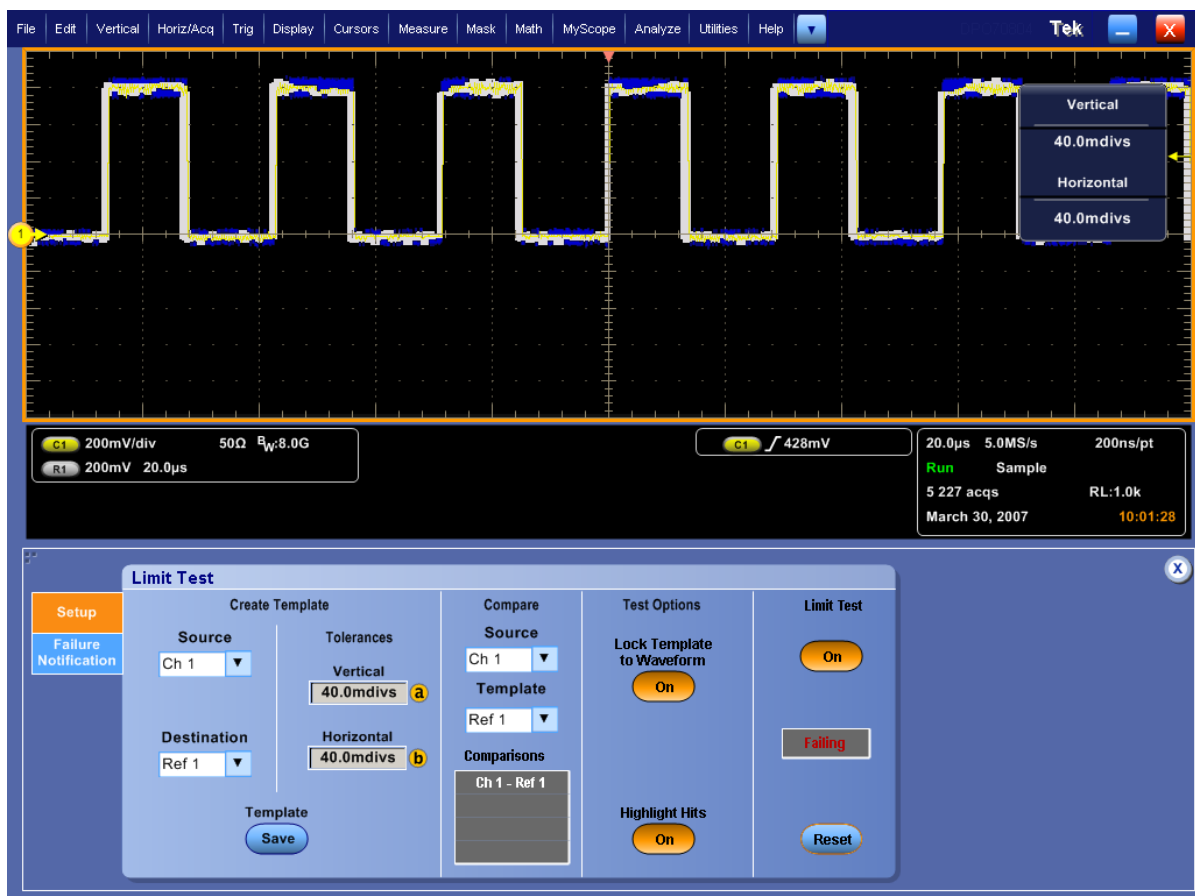 File Edit Vertical Horiz/Acq Trig Display Cursors Measure Mask Math MyScope Analyze Utilities Help Tek X
Vertical
40.0mdivs
Horizontal
40.0mdivs
1
C1 200mV/div 50Ω BW:8.0G
R1 200mV 20.0µs
C1 428mV
20.0µs 5.0MS/s 200ns/pt
Run Sample
5 227 acqs RL:1.0k
March 30, 2007 10:01:28
X
Limit Test
Setup
Failure
Notification
Create Template
Source
Ch 1
Destination
Ref 1
Tolerances
Vertical
40.0mdivs a
Horizontal
40.0mdivs b
Template
Save
Compare
Source
Ch 1
Template
Ref 1
Comparisons
Ch 1 - Ref 1
Test Options
Lock Template
to Waveform
On
Highlight Hits
On
Limit Test
On
Failing
Reset